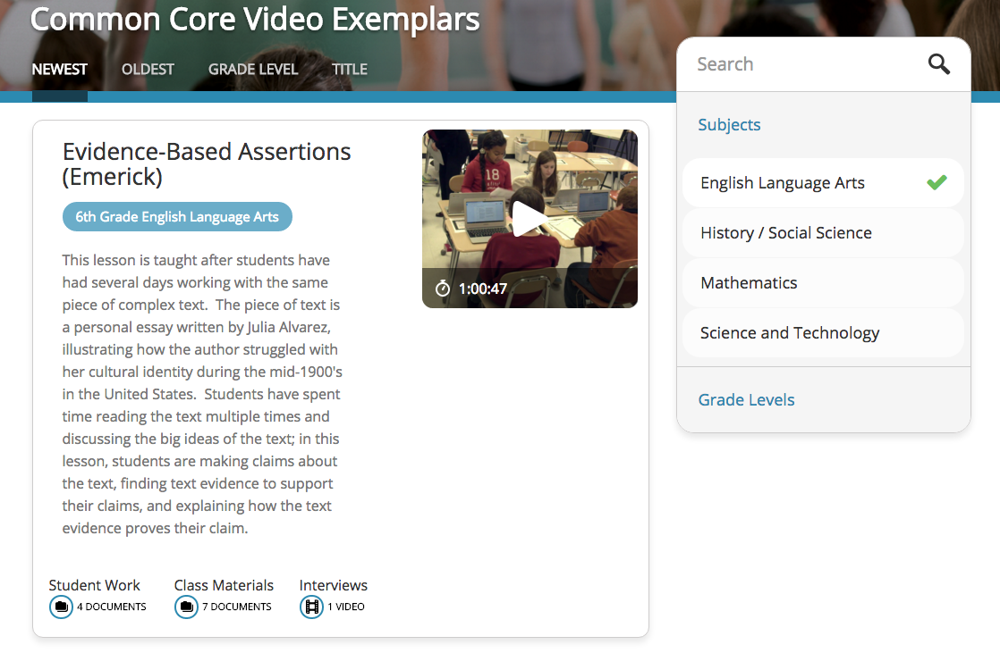 Common Core Video Exemplars
NEWEST OLDEST GRADE LEVEL TITLE
Search
Subjects
English Language Arts
History / Social Science
Mathematics
Science and Technology
Grade Levels
Evidence-Based Assertions
(Emerick)
6th Grade English Language Arts
This lesson is taught after students have
had several days working with the same
piece of complex text.  The piece of text is
a personal essay written by Julia Alvarez,
illustrating how the author struggled with
her cultural identity during the mid-1900's
in the United States.  Students have spent
time reading the text multiple times and
discussing the big ideas of the text; in this
lesson, students are making claims about
the text, finding text evidence to support
their claims, and explaining how the text
evidence proves their claim.
18
1:00:47
Student Work Class Materials Interviews
4 DOCUMENTS 7 DOCUMENTS 1 VIDEO